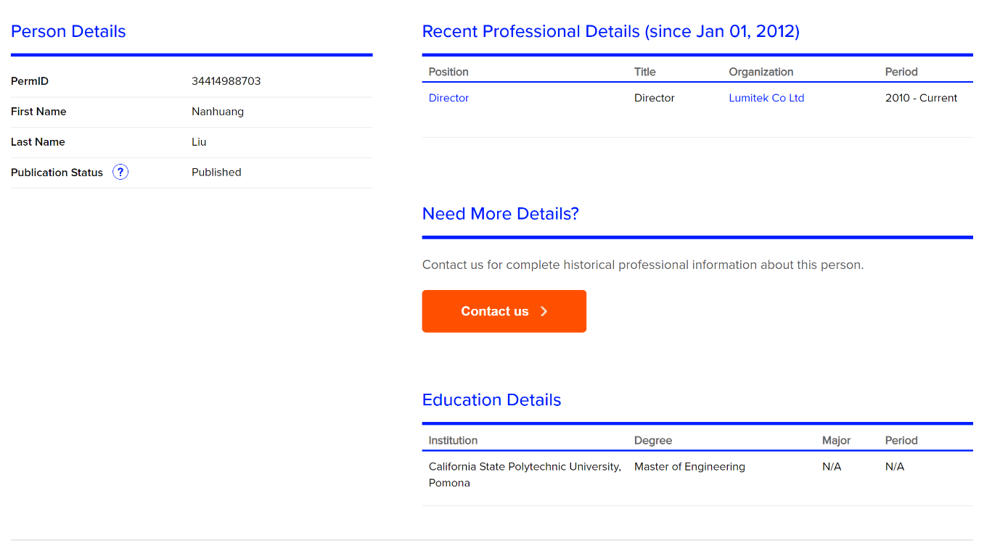 Person Details
PermID 34414988703
First Name Nanhuang
Last Name Liu
Publication Status ? Published
Recent Professional Details (since Jan 01, 2012)
Position Title Organization Period
Director Director Lumitek Co Ltd 2010 - Current
Need More Details?
Contact us for complete historical professional information about this person.
Contact us
Education Details
Institution Degree Major Period
California State Polytechnic University, Master of Engineering N/A N/A
Pomona